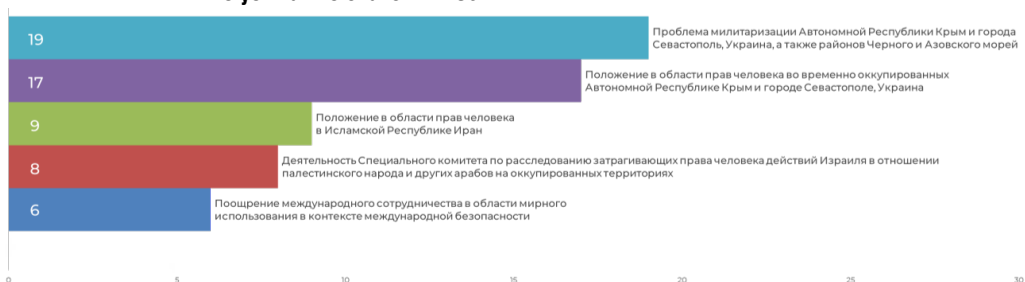 19
Проблема милитаризации Автономной Республики Крым и города
Севастополь, Украина, а также районов Черного и Азовского морей
17
Положение в области прав человека во временно оккупированных
Автономной Республике Крым и городе Севастополе, Украина
9
Положение в области прав человека
в Исламской Республике Иран
8
Деятельность Специального комитета по расследованию затрагивающих права человека действий Израиля в отношении
палестинского народа и других арабов на оккупированных территориях
6
Поощрение международного сотрудничества в области мирного
использования в контексте международной безопасности
0 5 10 15 20 25 30